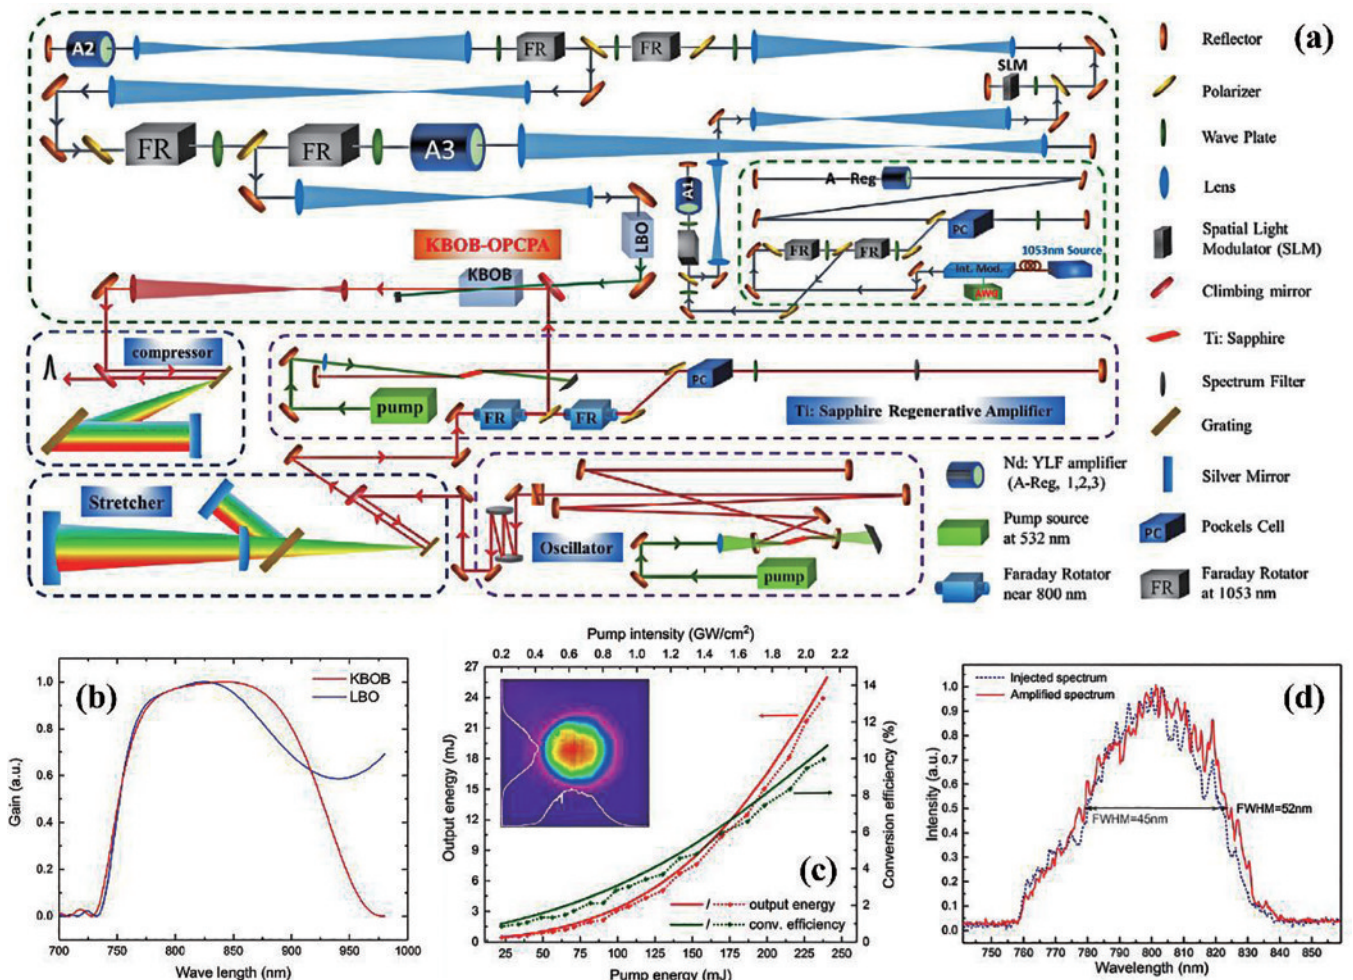 (a)
A2
FR
FR
SLM
FR
FR
A3
A1
A-Reg
PC
FR
FR
1053nm Source
Int. Mod.
AWG
LBO
KBOB-OPCPA
KBOB
compressor
pump
FR
FR
PC
Ti: Sapphire Regenerative Amplifier
Stretcher
Oscillator
pump
Reflector
Polarizer
Wave Plate
Lens
Spatial Light
Modulator (SLM)
Climbing mirror
Ti: Sapphire
Spectrum Filter
Grating
Nd: YLF amplifier
(A-Reg, 1,2,3)
Silver Mirror
Pump source
at 532 nm
PC
Pockels Cell
Faraday Rotator
near 800 nm
FR
Faraday Rotator
at 1053 nm
(b)
KBOB
LBO
Gain (a.u.)
1.0
0.8
0.6
0.4
0.2
0.0
700 750 800 850 900 950 1000
Wave length (nm)
Pump intensity (GW/cm²)
0.2 0.4 0.6 0.8 1.0 1.2 1.4 1.6 1.8 2.0 2.2
Output energy (mJ)
27
24
21
18
15
12
9
6
3
0
14
12
10
8
6
4
2
0
Conversion efficiency (%)
(c)
/ output energy
/ conv. efficiency
25 50 75 100 125 150 175 200 225 250
Pump energy (mJ)
Injected spectrum
Amplified spectrum
(d)
Intensity (a.u.)
1.0
0.9
0.8
0.7
0.6
0.5
0.4
0.3
0.2
0.1
0.0
FWHM=52nm
FWHM=45nm
760 780 800 820 840
Wavelength (nm)